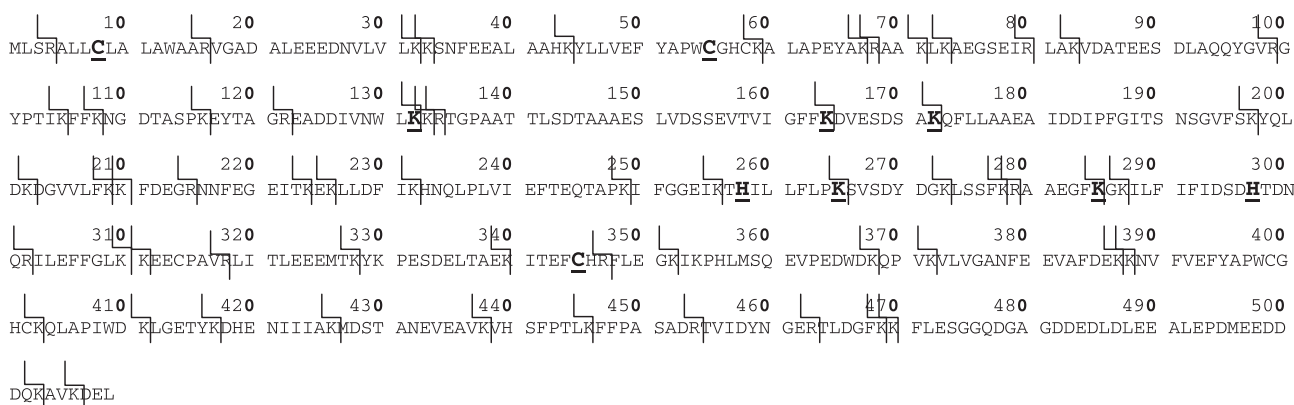 10 20 30 40 50 60 70 80 90 100
MLSRALLCLA LAWAARVGAD ALEEEDNVLV LKKSNFEEAL AAHKYLLVEF YAPWCGHCKA LAPEYAKRAA KLKAEGSEIR LAKVDATEES DLAQQYGVRG
110 120 130 140 150 160 170 180 190 200
YPTIKFFKNG DTASPKEYTA GREADDIVNW LKKRTGPAAT TLSDTAAAES LVDSSEVTVI GFFKDVESDS AKQFLLAAEA IDDIPFGITS NSGVFSKYQL
210 220 230 240 250 260 270 280 290 300
DKDGVVLFKK FDEGRNNFEG EITKEKLLDF IKHNQLPLVI EFTEQTAPKI FGGEIKTHIL LFLPKSVSDY DGKLSSFKRA AEGFKGKILF IFIDSDHTDN
310 320 330 340 350 360 370 380 390 400
QRILEFFGLK KEECPAVRLI TLEEEMTKYK PESDELTAEK ITEFCHRFLE GKIKPHLMSQ EVPEDWDKQP VKVLVGANFE EVAFDEKKNV FVEFYAPWCG
410 420 430 440 450 460 470 480 490 500
HCKQLAPIWD KLGETYKDHE NIIIAKMDST ANEVEAVKVH SFPTLKFFPA SADRTVIDYN GERTLDGFKK FLESGGQDGA GDDEDLDLEE ALEPDMEEDD
DQKAVKDEL